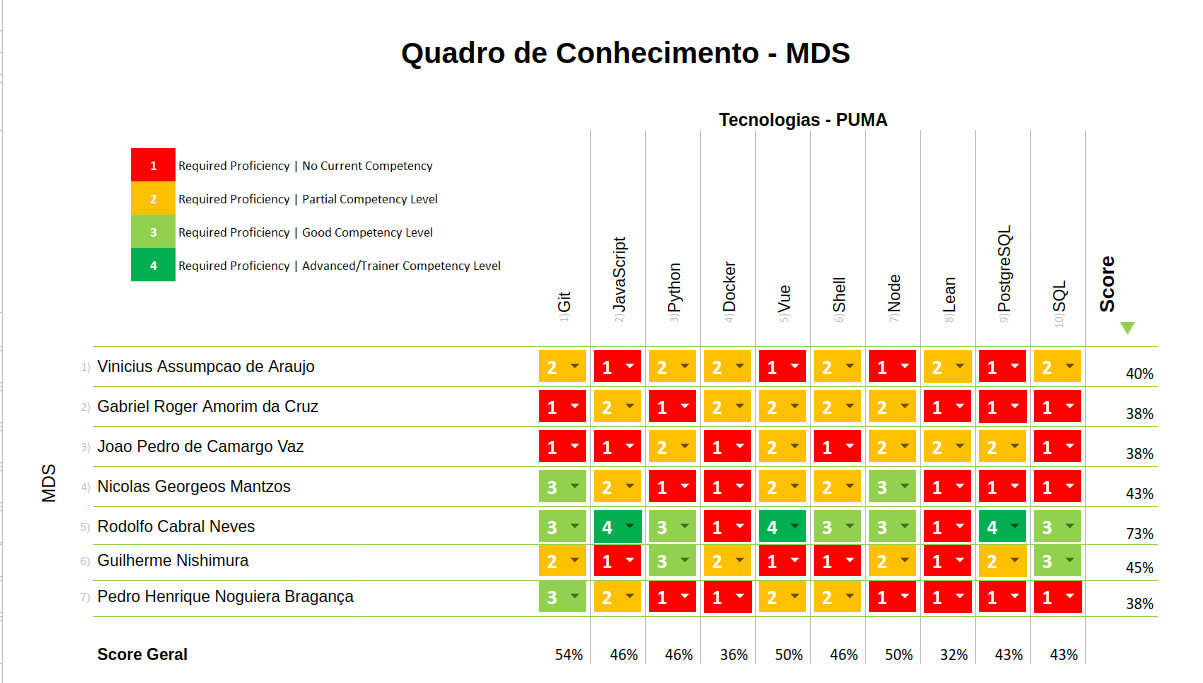 Quadro de Conhecimento - MDS
Tecnologias - PUMA
1 Required Proficiency | No Current Competency
2 Required Proficiency | Partial Competency Level
3 Required Proficiency | Good Competency Level
4 Required Proficiency | Advanced/Trainer Competency Level
1) Git
2) JavaScript
3) Python
4) Docker
5) Vue
6) Shell
7) Node
8) Lean
9) PostgreSQL
10) SQL
Score
MDS
1) Vinicius Assumpcao de Araujo 2 1 2 2 1 2 1 2 1 2 40%
2) Gabriel Roger Amorim da Cruz 1 2 1 2 2 2 2 1 1 1 38%
3) Joao Pedro de Camargo Vaz 1 1 2 1 2 1 2 2 2 1 38%
4) Nicolas Georgeos Mantzos 3 2 1 1 2 2 3 1 1 1 43%
5) Rodolfo Cabral Neves 3 4 3 1 4 3 3 1 4 3 73%
6) Guilherme Nishimura 2 1 3 2 1 1 2 1 2 3 45%
7) Pedro Henrique Noguiera Bragança 3 2 1 1 2 2 1 1 1 1 38%
Score Geral 54% 46% 46% 36% 50% 46% 50% 32% 43% 43%